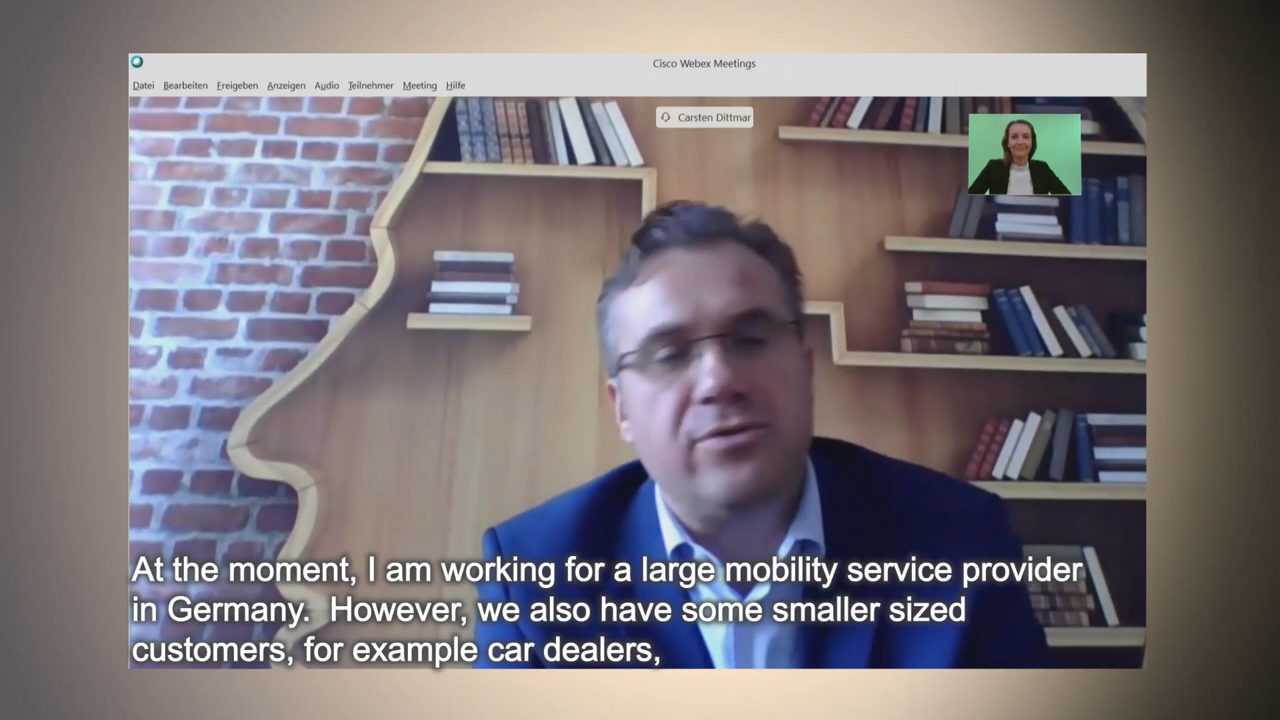 Cisco Webex Meetings
Datei Bearbeiten Freigeben Anzeigen Audio Teilnehmer Meeting Hilfe
Carsten Dittmar
At the moment, I am working for a large mobility service provider
in Germany.  However, we also have some smaller sized
customers, for example car dealers,